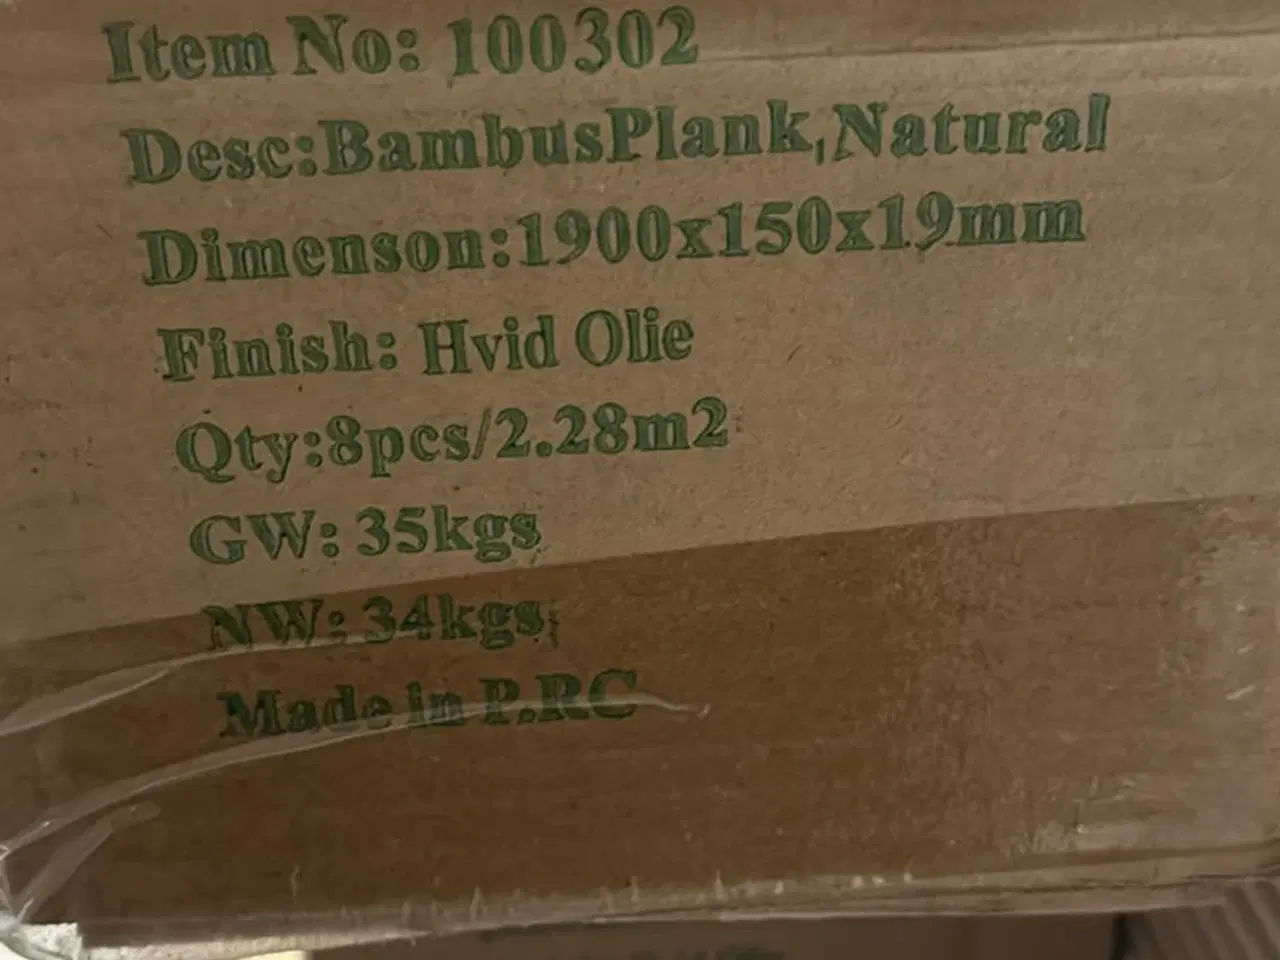 Item No: 100302
Desc:BambusPlank,Natural
Dimenson:1900x150x19mm
Finish: Hvid Olie
Qty:8pcs/2.28m2
GW: 35kgs
NW: 34kgs
Made in P.RC